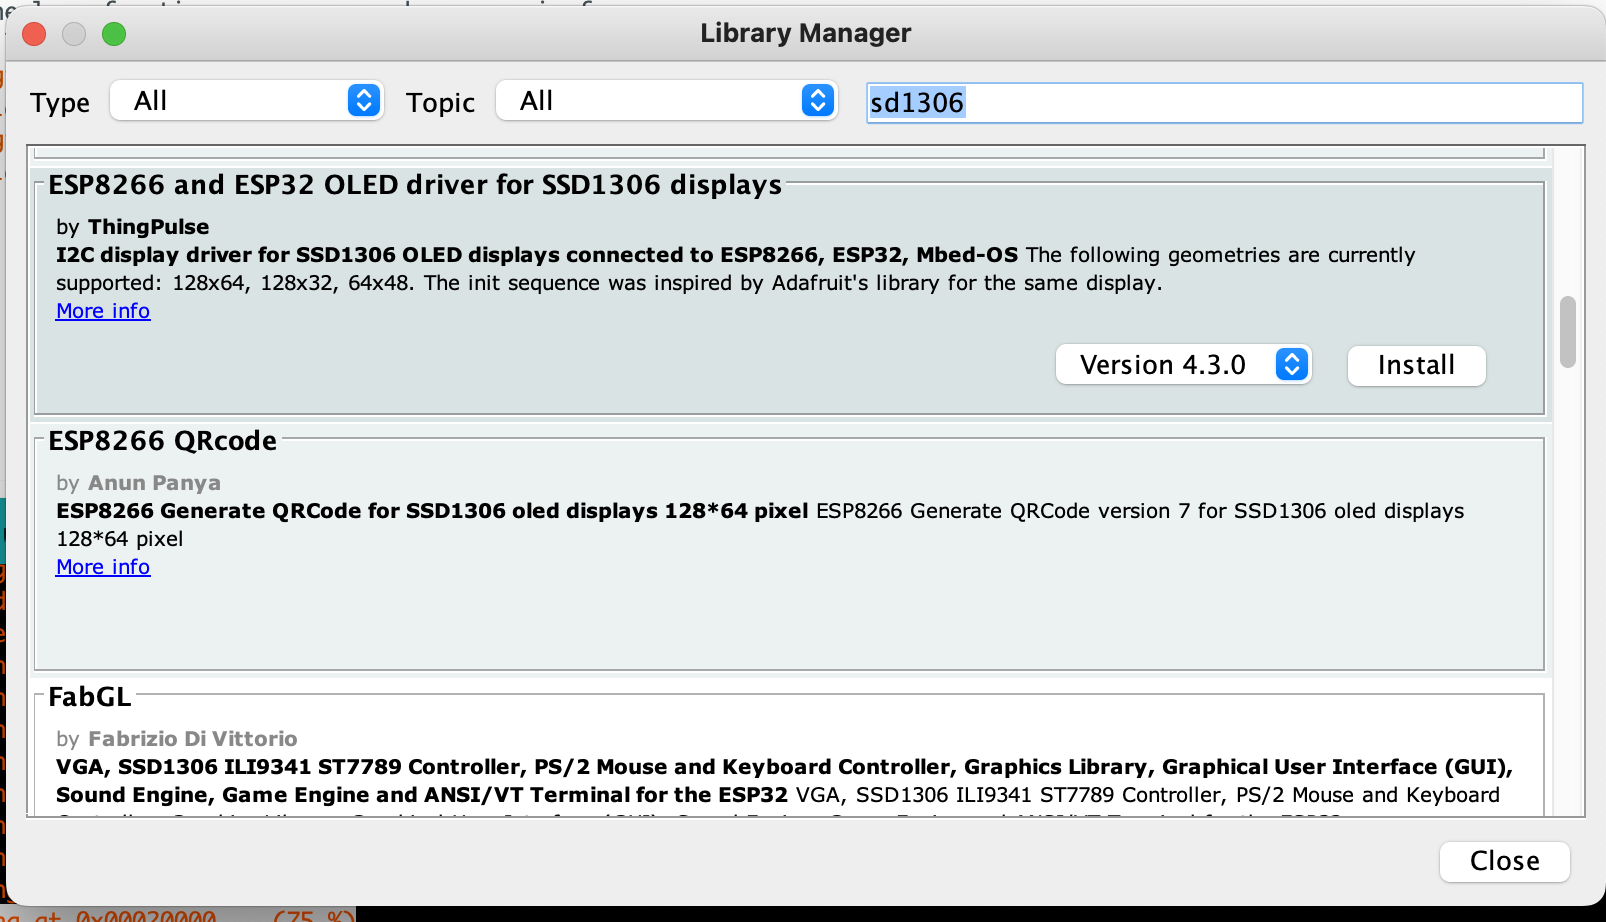 Library Manager
Type All Topic All sd1306
ESP8266 and ESP32 OLED driver for SSD1306 displays
by ThingPulse
I2C display driver for SSD1306 OLED displays connected to ESP8266, ESP32, Mbed-OS The following geometries are currently
supported: 128x64, 128x32, 64x48. The init sequence was inspired by Adafruit's library for the same display.
More info
Version 4.3.0 Install
ESP8266 QRcode
by Anun Panya
ESP8266 Generate QRCode for SSD1306 oled displays 128*64 pixel ESP8266 Generate QRCode version 7 for SSD1306 oled displays
128*64 pixel
More info
FabGL
by Fabrizio Di Vittorio
VGA, SSD1306 ILI9341 ST7789 Controller, PS/2 Mouse and Keyboard Controller, Graphics Library, Graphical User Interface (GUI),
Sound Engine, Game Engine and ANSI/VT Terminal for the ESP32 VGA, SSD1306 ILI9341 ST7789 Controller, PS/2 Mouse and Keyboard
Close
at 0x00020000... (75 %)